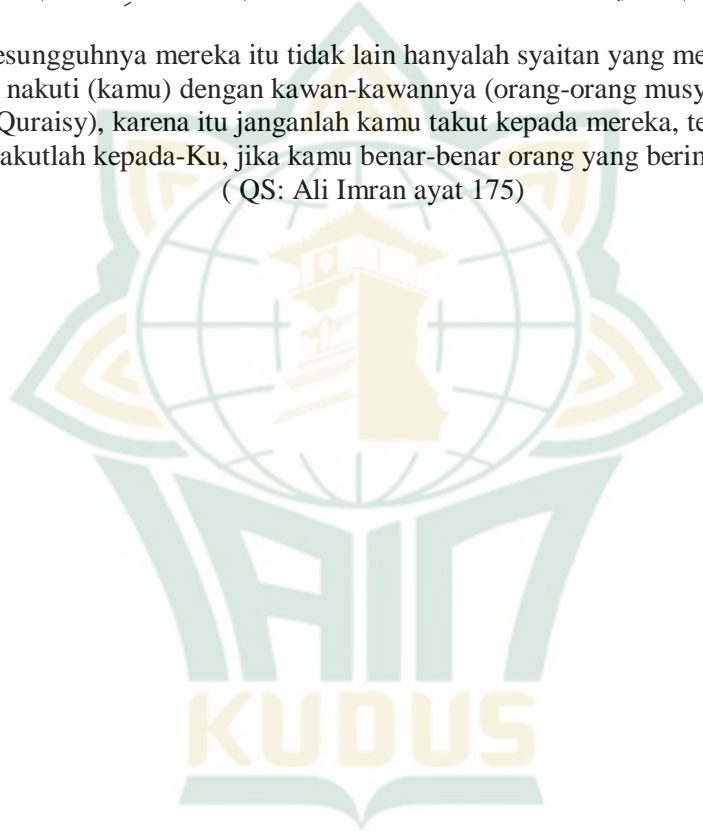 esungguhnya mereka itu tidak lain hanyalah syaitan yang me
nakuti (kamu) dengan kawan-kawannya (orang-orang musy
Quraisy), karena itu janganlah kamu takut kepada mereka, te
akutlah kepada-Ku, jika kamu benar-benar orang yang berin
( QS: Ali Imran ayat 175)
IAIN
KUDUS